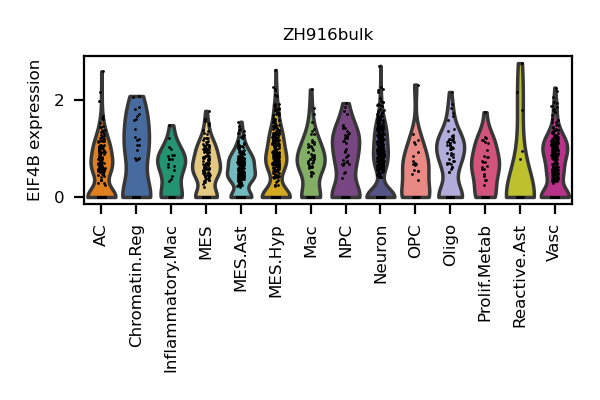 ZH916bulk
EIF4B expression
2
0
AC
Chromatin.Reg
Inflammatory.Mac
MES
MES.Ast
MES.Hyp
Mac
NPC
Neuron
OPC
Oligo
Prolif.Metab
Reactive.Ast
Vasc